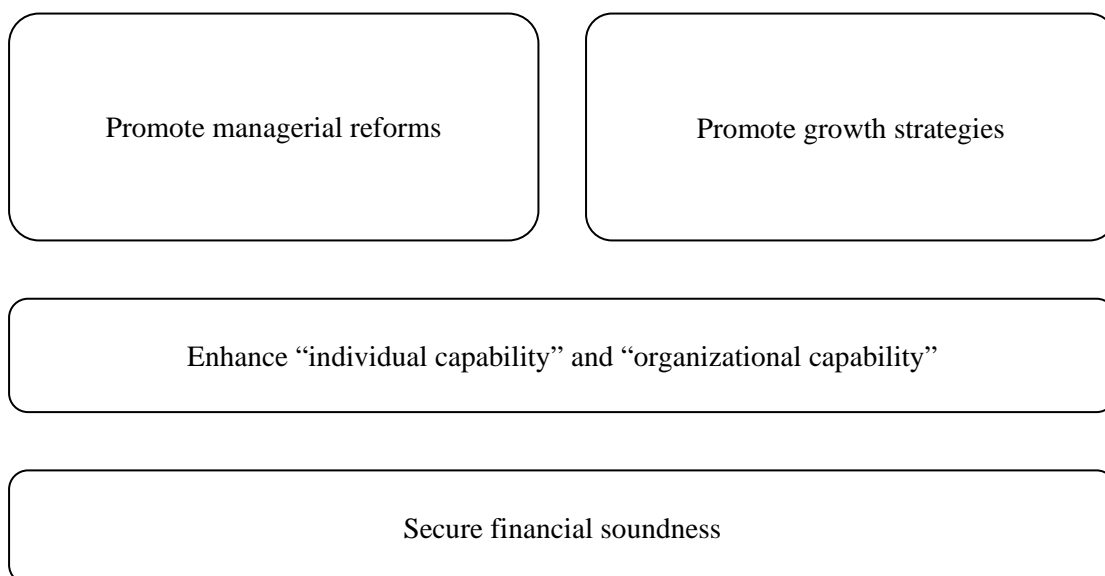 Promote managerial reforms
Promote growth strategies
Enhance “individual capability” and “organizational capability”
Secure financial soundness